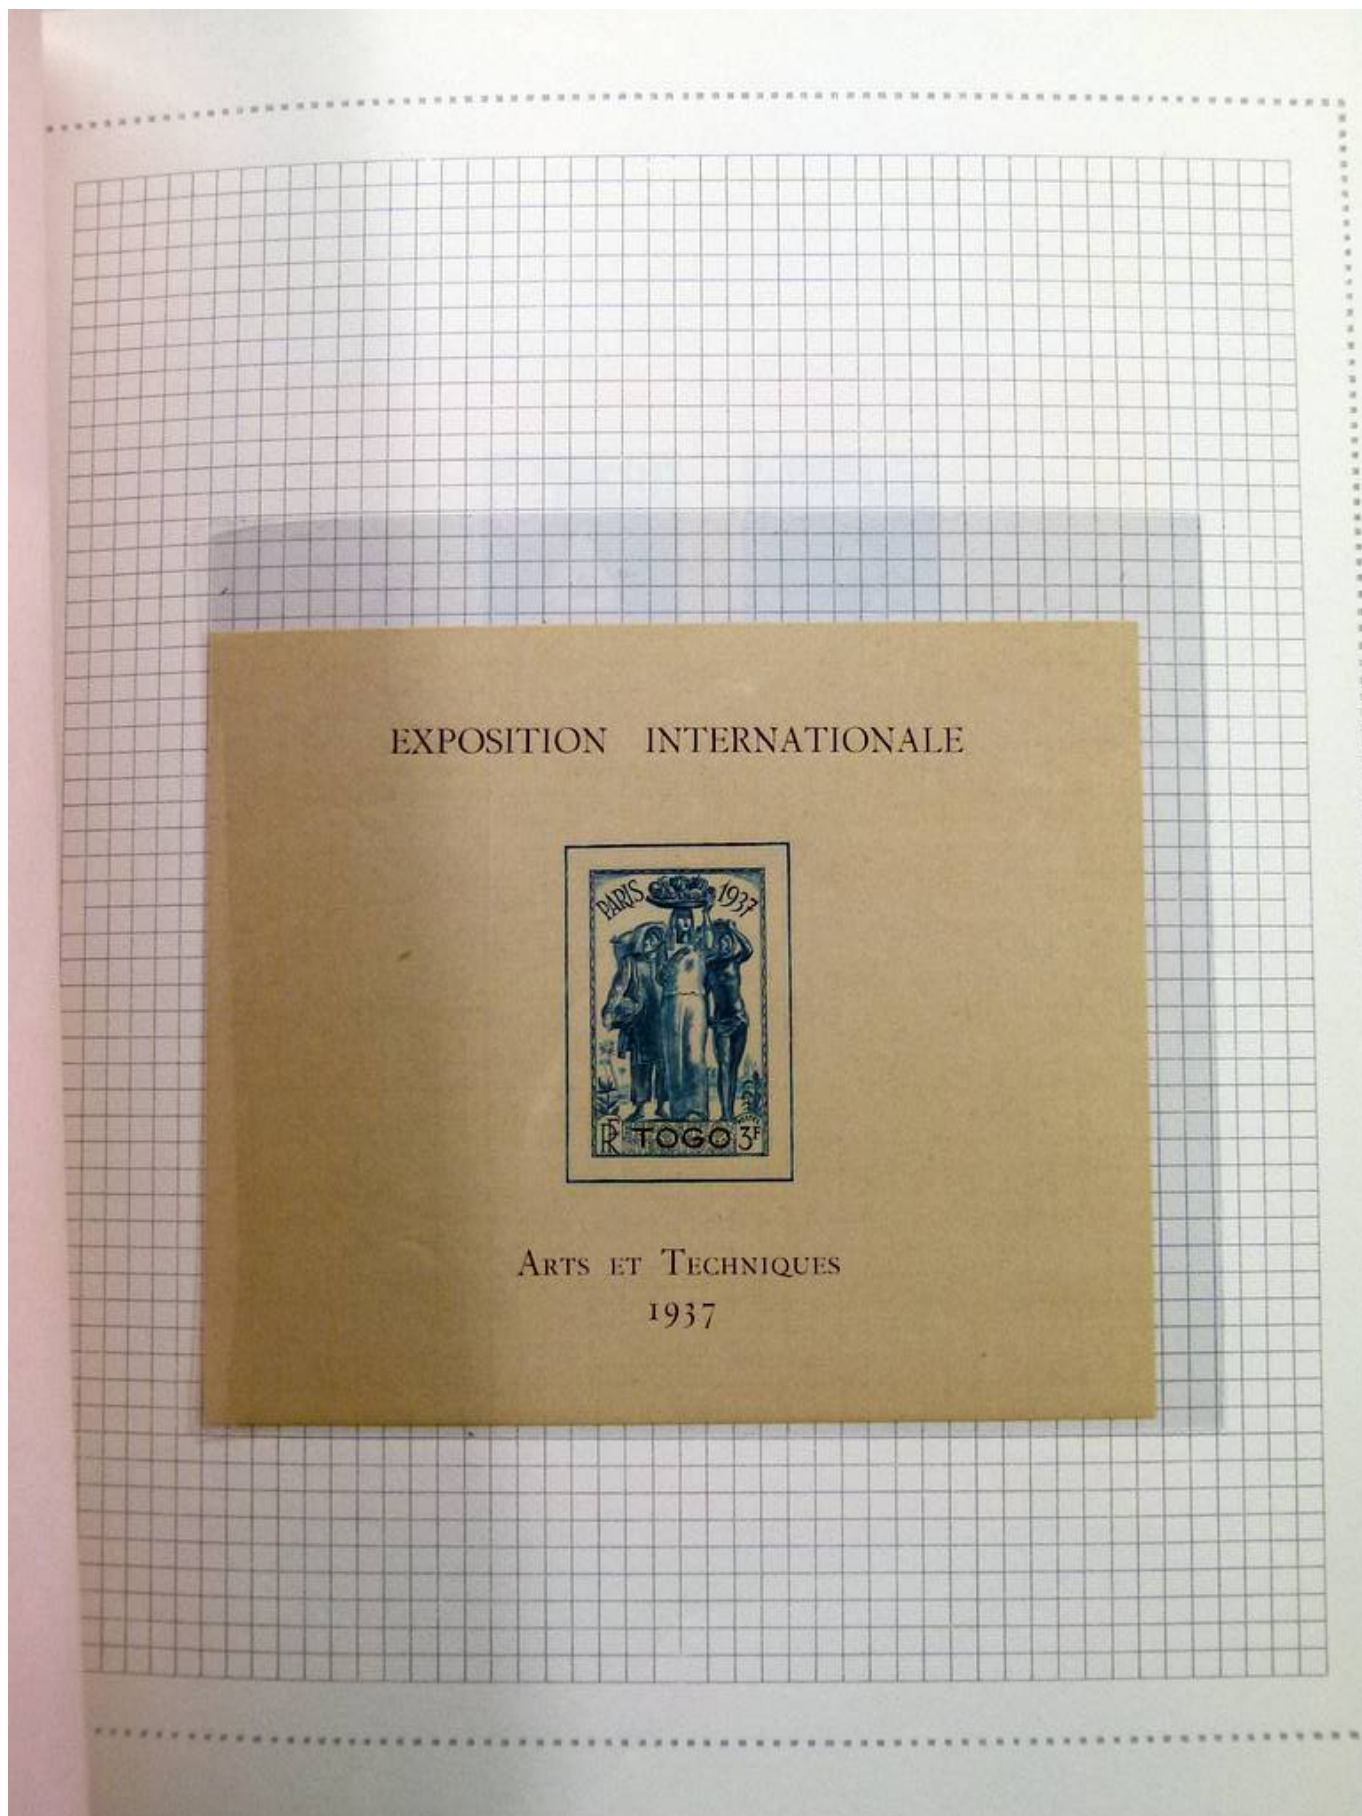 EXPOSITION INTERNATIONALE
PARIS 1937
RF TOGO 3F
ARTS ET TECHNIQUES
1937